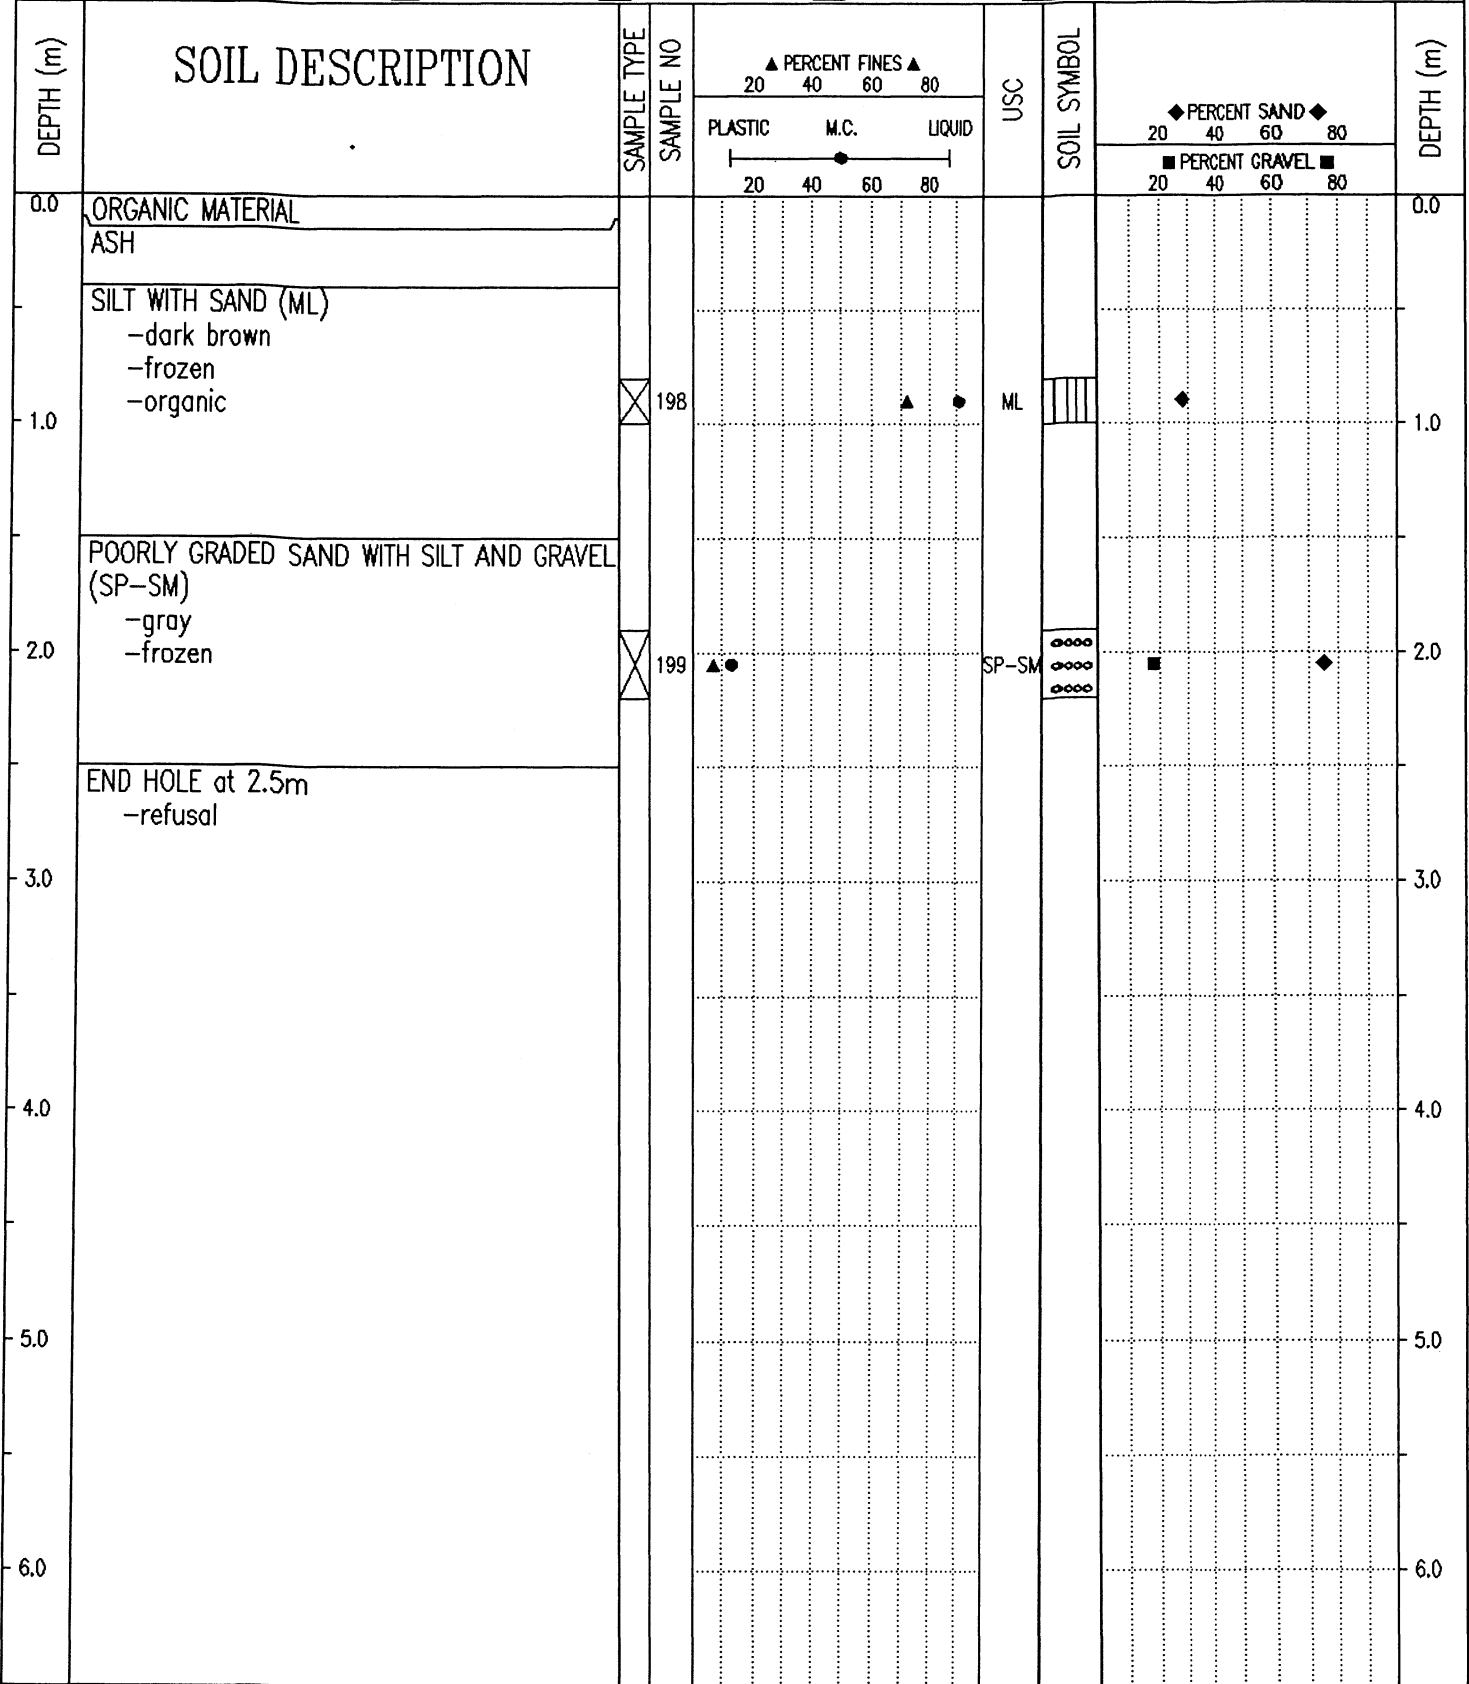 DEPTH (m)
SOIL DESCRIPTION
SAMPLE TYPE
SAMPLE NO
▲ PERCENT FINES ▲
20 40 60 80
PLASTIC M.C. LIQUID
20 40 60 80
USC
SOIL SYMBOL
◆ PERCENT SAND ◆
20 40 60 80
■ PERCENT GRAVEL ■
20 40 60 80
DEPTH (m)
0.0 ORGANIC MATERIAL 0.0
ASH
SILT WITH SAND (ML)
-dark brown
-frozen
-organic 198 ML
1.0 1.0
POORLY GRADED SAND WITH SILT AND GRAVEL
(SP-SM)
-gray
2.0 -frozen 2.0
199 SP-SM
END HOLE at 2.5m
-refusal
3.0 3.0
4.0 4.0
5.0 5.0
6.0 6.0